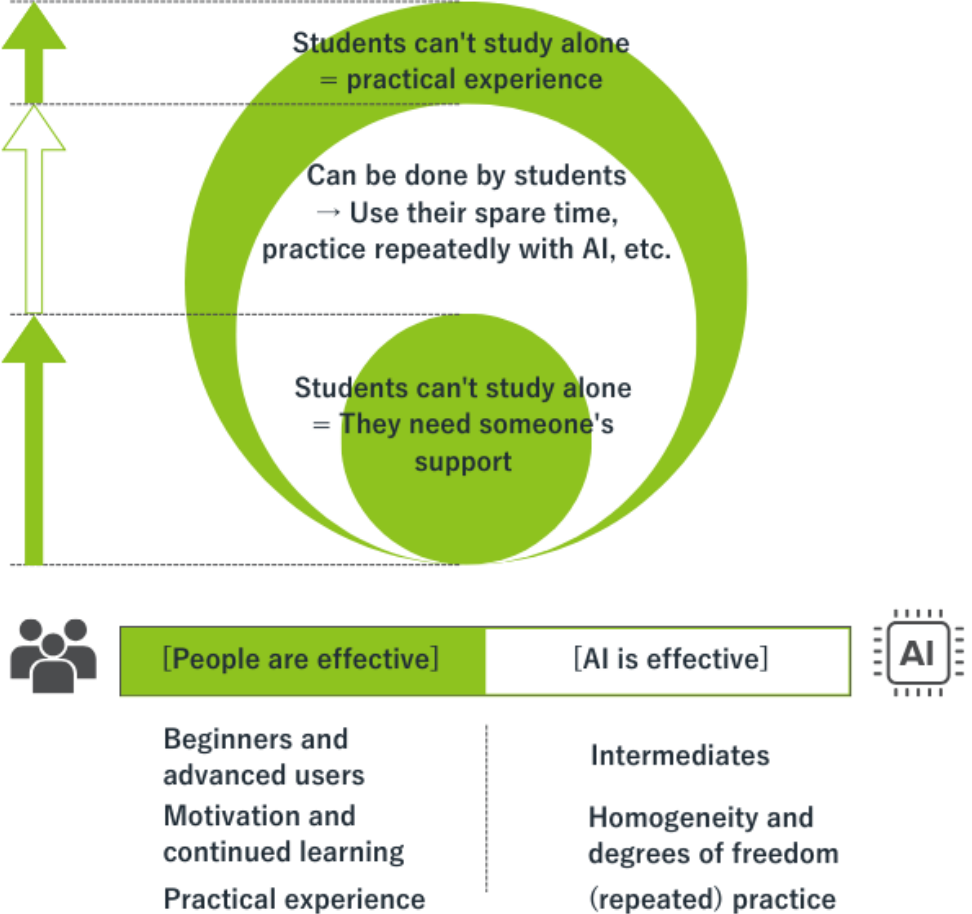 Students can't study alone
= practical experience
Can be done by students
→ Use their spare time,
practice repeatedly with AI, etc.
Students can't study alone
= They need someone's
support
[People are effective]
[AI is effective]
AI
Beginners and
advanced users
Motivation and
continued learning
Practical experience
Intermediates
Homogeneity and
degrees of freedom
(repeated) practice